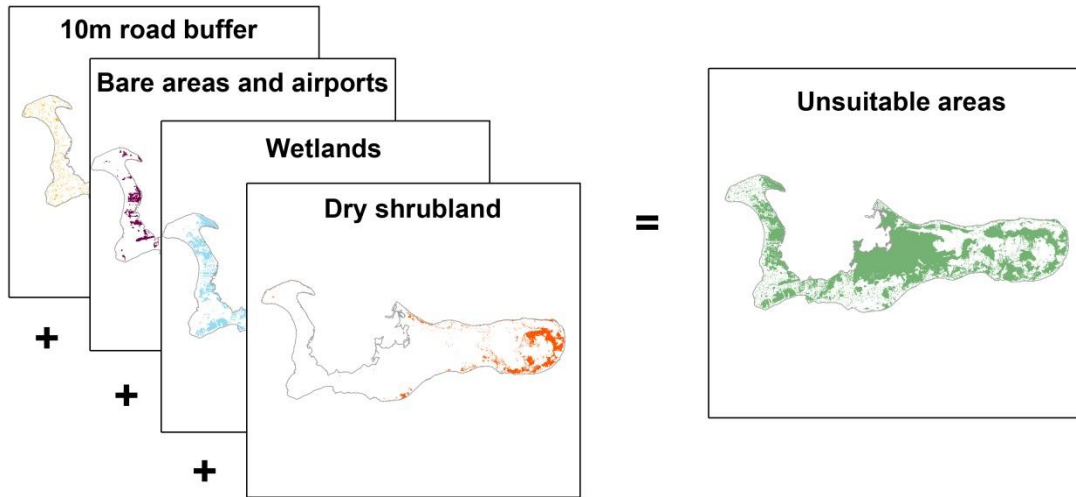 10m road buffer
Bare areas and airports
Wetlands
Dry shrubland
+
+
+
=
Unsuitable areas